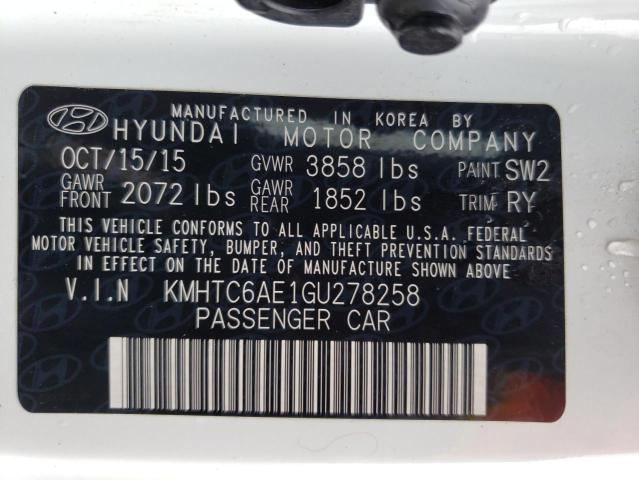 MANUFACTURED IN KOREA BY
HYUNDAI MOTOR COMPANY
OCT/15/15 GVWR 3858 lbs PAINT SW2
GAWR FRONT 2072 lbs GAWR REAR 1852 lbs TRIM RY
THIS VEHICLE CONFORMS TO ALL APPLICABLE U.S.A. FEDERAL
MOTOR VEHICLE SAFETY, BUMPER, AND THEFT PREVENTION STANDARDS
IN EFFECT ON THE DATE OF MANUFACTURE SHOWN ABOVE.
V.I.N KMHTC6AE1GU278258
PASSENGER CAR